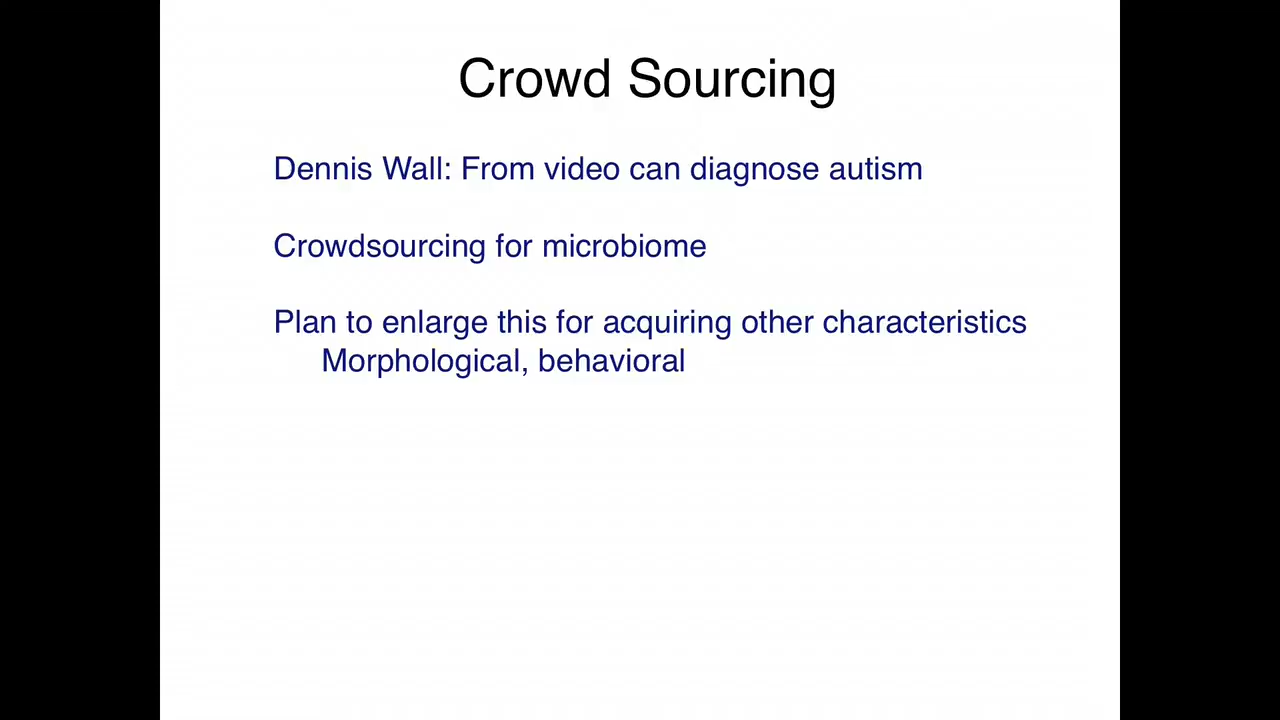 Crowd Sourcing
Dennis Wall: From video can diagnose autism
Crowdsourcing for microbiome
Plan to enlarge this for acquiring other characteristics
Morphological, behavioral